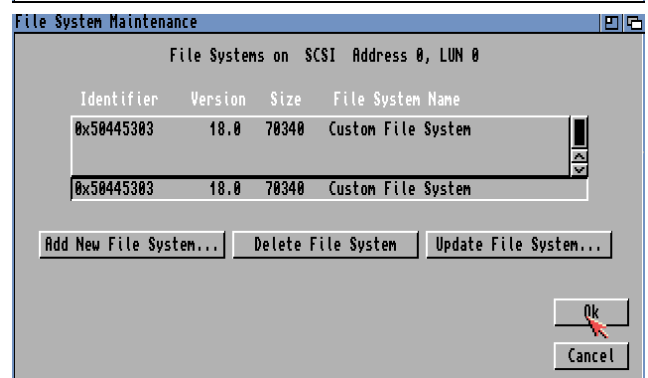 File System Maintenance
File Systems on SCSI Address 0, LUN 0
Identifier Version Size File System Name
0x50445303 18.0 70340 Custom File System
0x50445303 18.0 70340 Custom File System
Add New File System... Delete File System Update File System...
Ok
Cancel